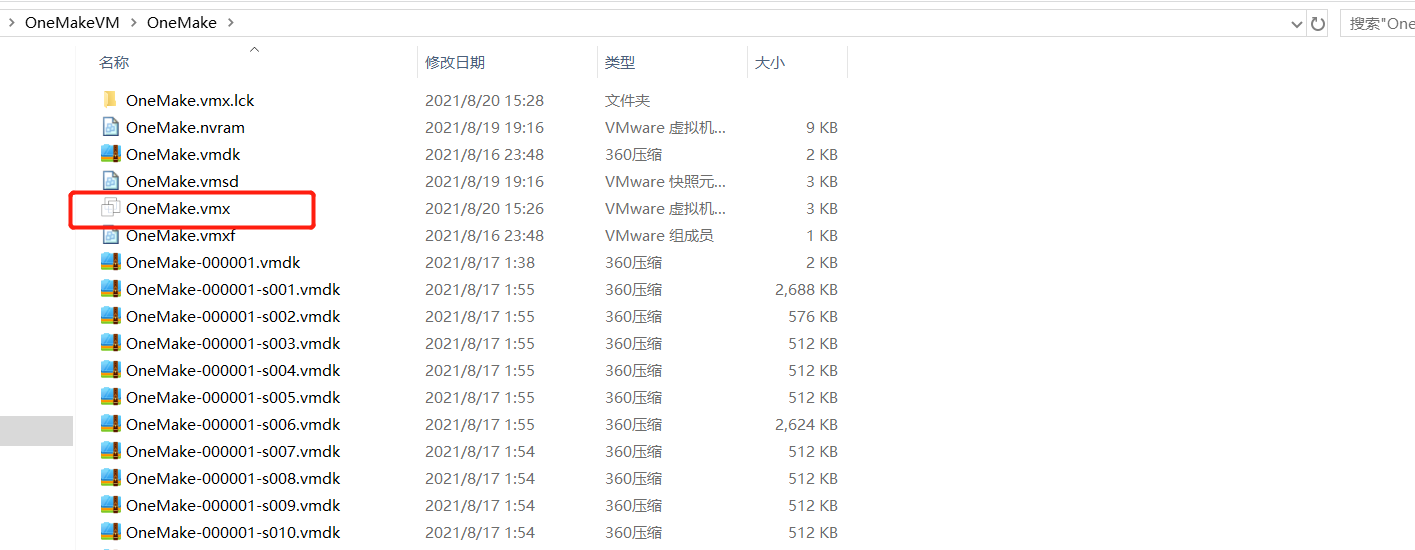 OneMakeVM > OneMake >
搜索"One
名称 修改日期 类型 大小
OneMake.vmx.lck 2021/8/20 15:28 文件夹
OneMake.nvram 2021/8/19 19:16 VMware 虚拟机... 9 KB
OneMake.vmdk 2021/8/16 23:48 360压缩 2 KB
OneMake.vmsd 2021/8/19 19:16 VMware 快照元... 3 KB
OneMake.vmx 2021/8/20 15:26 VMware 虚拟机... 3 KB
OneMake.vmxf 2021/8/16 23:48 VMware 组成员 1 KB
OneMake-000001.vmdk 2021/8/17 1:38 360压缩 2 KB
OneMake-000001-s001.vmdk 2021/8/17 1:55 360压缩 2,688 KB
OneMake-000001-s002.vmdk 2021/8/17 1:55 360压缩 576 KB
OneMake-000001-s003.vmdk 2021/8/17 1:55 360压缩 512 KB
OneMake-000001-s004.vmdk 2021/8/17 1:55 360压缩 512 KB
OneMake-000001-s005.vmdk 2021/8/17 1:55 360压缩 512 KB
OneMake-000001-s006.vmdk 2021/8/17 1:55 360压缩 2,624 KB
OneMake-000001-s007.vmdk 2021/8/17 1:54 360压缩 512 KB
OneMake-000001-s008.vmdk 2021/8/17 1:54 360压缩 512 KB
OneMake-000001-s009.vmdk 2021/8/17 1:54 360压缩 512 KB
OneMake-000001-s010.vmdk 2021/8/17 1:54 360压缩 512 KB